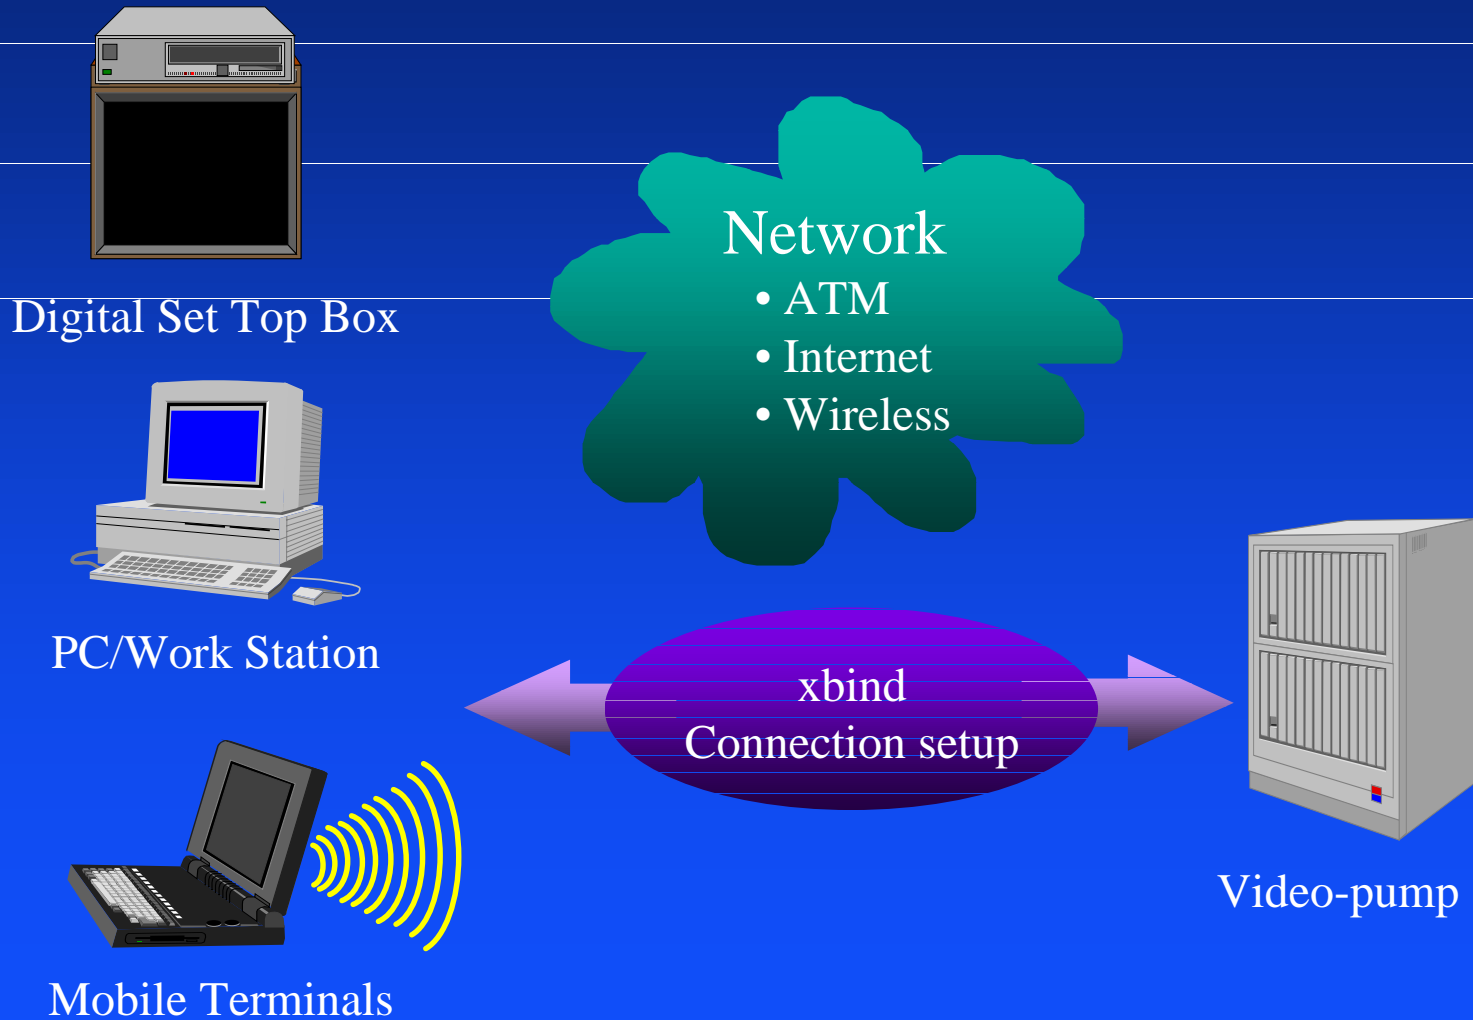 Digital Set Top Box
PC/Work Station
Mobile Terminals
Network
• ATM
• Internet
• Wireless
xbind
Connection setup
Video-pump